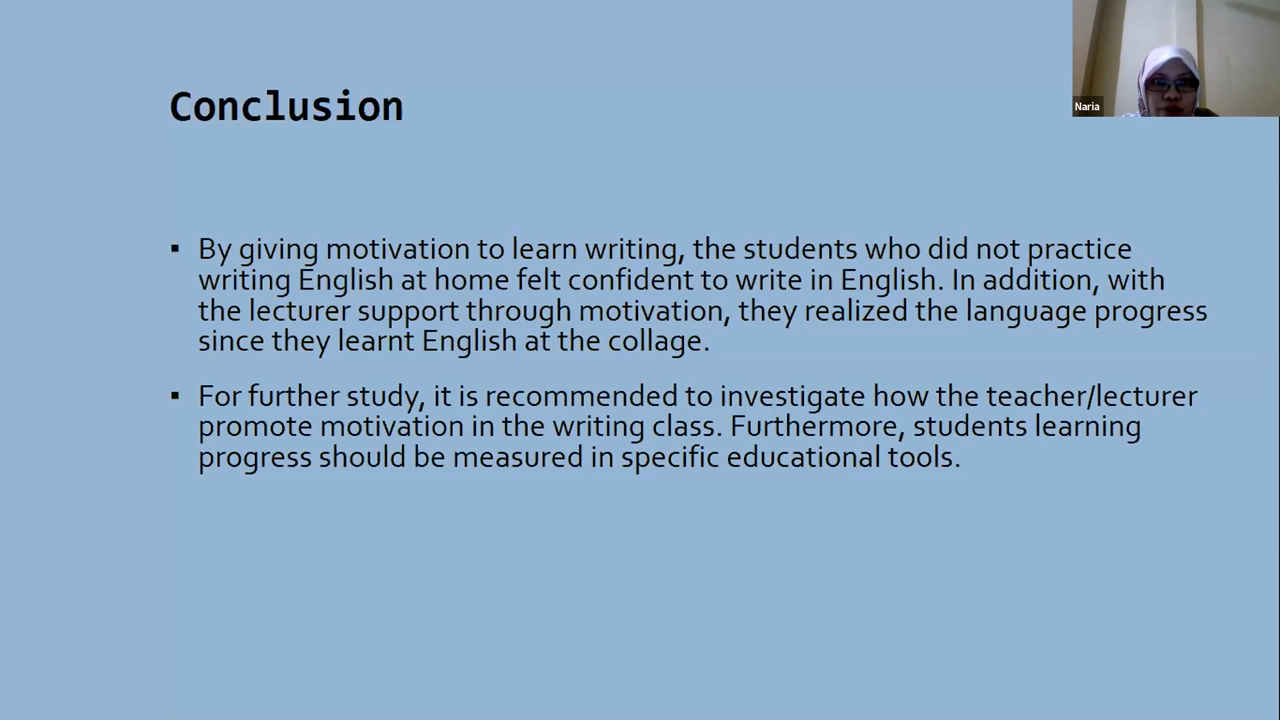 Conclusion
Naria
▪ By giving motivation to learn writing, the students who did not practice
writing English at home felt confident to write in English. In addition, with
the lecturer support through motivation, they realized the language progress
since they learnt English at the collage.
▪ For further study, it is recommended to investigate how the teacher/lecturer
promote motivation in the writing class. Furthermore, students learning
progress should be measured in specific educational tools.